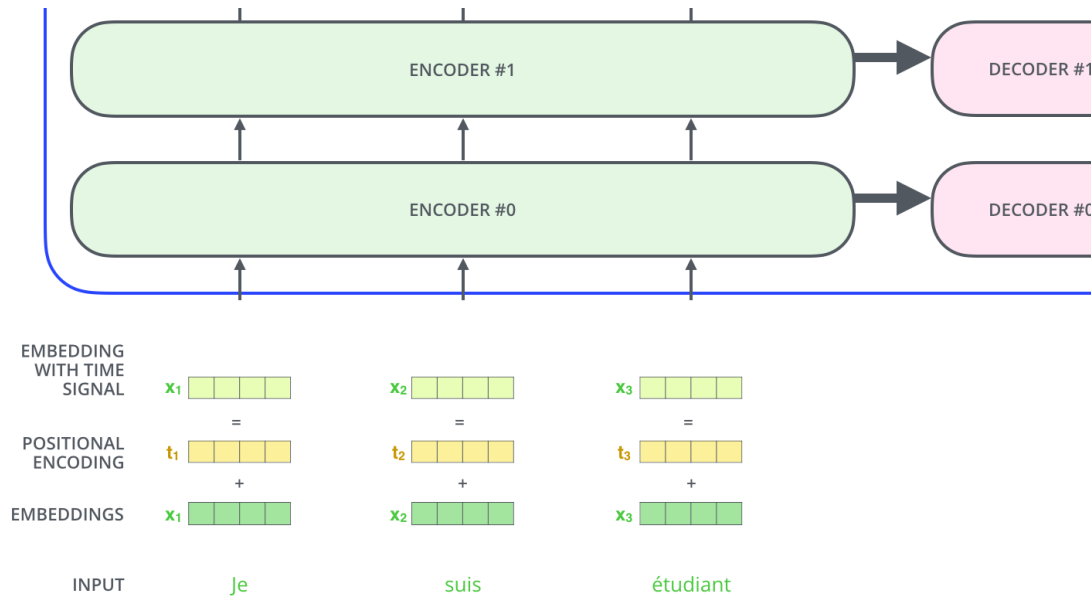 ENCODER #1
DECODER #1
ENCODER #0
DECODER #0
EMBEDDING
WITH TIME
SIGNAL
x₁ x₂ x₃
= = =
POSITIONAL
ENCODING
t₁ t₂ t₃
+ + +
EMBEDDINGS x₁ x₂ x₃
INPUT Je suis étudiant